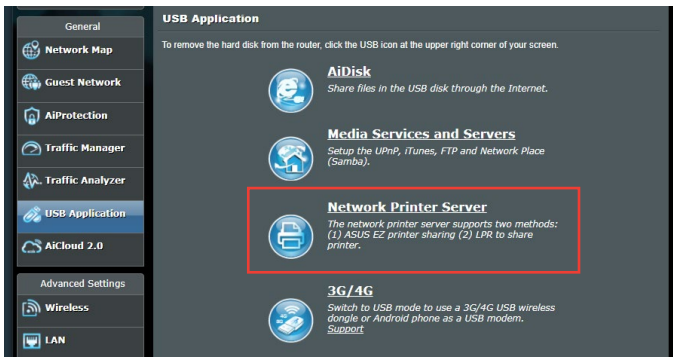 General
Network Map
Guest Network
AiProtection
Traffic Manager
Traffic Analyzer
USB Application
AiCloud 2.0
Advanced Settings
Wireless
LAN
USB Application
To remove the hard disk from the router, click the USB icon at the upper right corner of your screen.
AiDisk
Share files in the USB disk through the Internet.
Media Services and Servers
Setup the UPnP, iTunes, FTP and Network Place
(Samba).
Network Printer Server
The network printer server supports two methods:
(1) ASUS EZ printer sharing (2) LPR to share
printer.
3G/4G
Switch to USB mode to use a 3G/4G USB wireless
dongle or Android phone as a USB modem.
Support